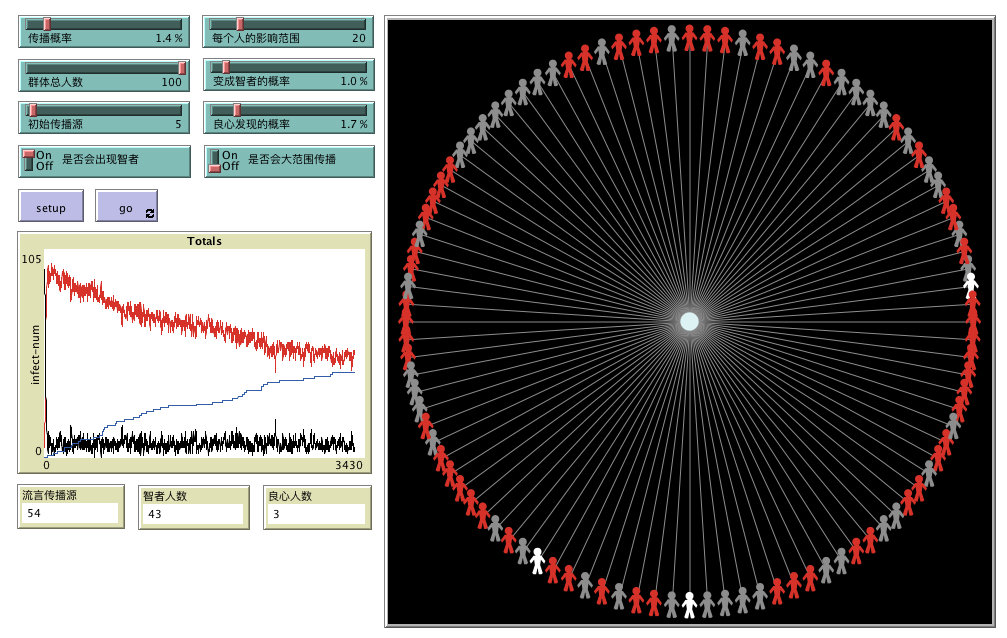 传播概率 1.4 %
每个人的影响范围 20
群体总人数 100
变成智者的概率 1.0 %
初始传播源 5
良心发现的概率 1.7 %
On
Off
是否会出现智者
On
Off
是否会大范围传播
setup
go
Totals
105
infect-num
0
0 3430
流言传播源
54
智者人数
43
良心人数
3